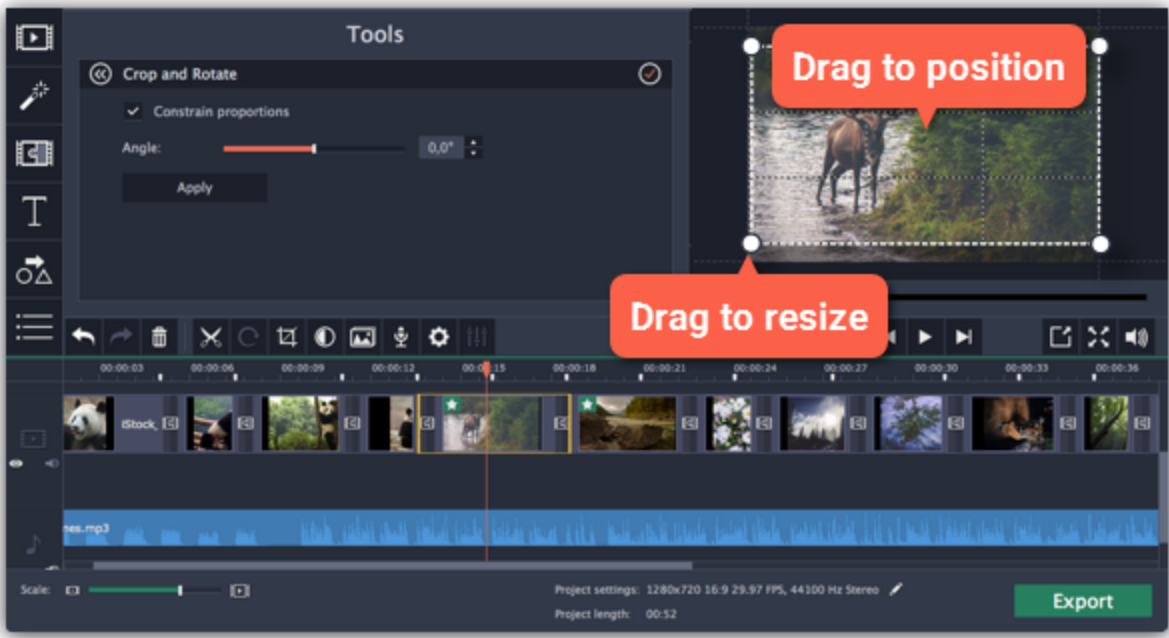 Tools
Crop and Rotate
Constrain proportions
Angle:
0,0°
Apply
Drag to position
Drag to resize
00:00:03 00:00:06 00:00:09 00:00:12 00:00:15 00:00:18 00:00:21 00:00:24 00:00:27 00:00:30 00:00:33 00:00:36
iStock_
nes.mp3
Scale:
Project settings: 1280x720 16:9 29.97 FPS, 44100 Hz Stereo
Project length: 00:52
Export